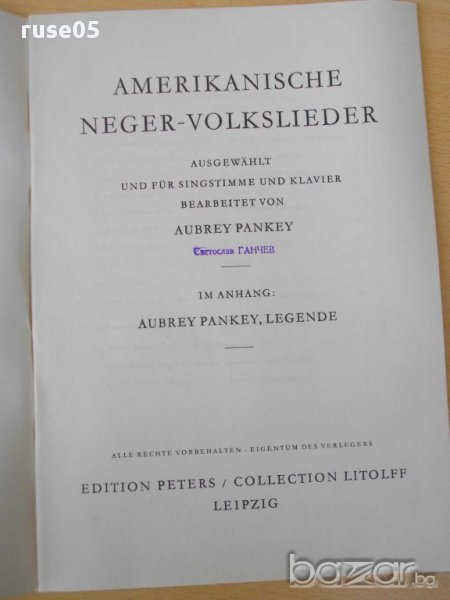 ruse05
AMERIKANISCHE
NEGER-VOLKSLIEDER
AUSGEWÄHLT
UND FÜR SINGSTIMME UND KLAVIER
BEARBEITET VON
AUBREY PANKEY
Светослав ГАНЧЕВ
IM ANHANG:
AUBREY PANKEY, LEGENDE
ALLE RECHTE VORBEHALTEN · EIGENTUM DES VERLEGERS
EDITION PETERS / COLLECTION LITOLFF
LEIPZIG
bazar.bg